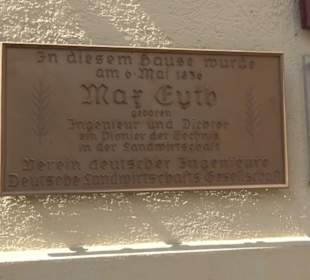 In diesem Hause wurde
am 6. Mai 1836
Max Eyth
geboren
Ingenieur und Dichter
ein Pionier der Technik
in der Landwirtschaft
Verein deutscher Ingenieure
Deutsche Landwirtschafts Gesellschaft